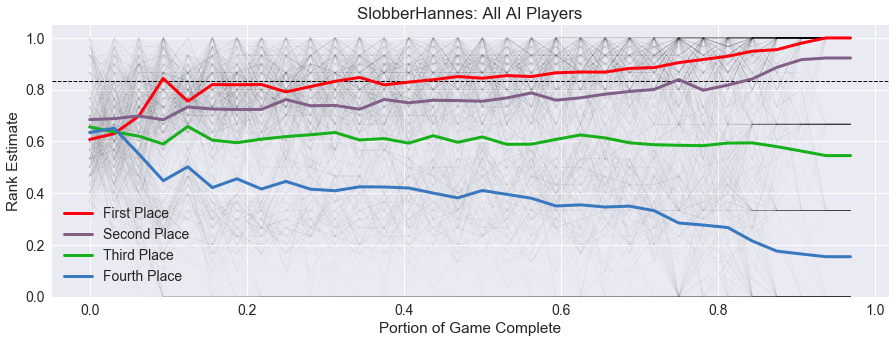 SlobberHannes: All AI Players
1.0
0.8
0.6
0.4
0.2
0.0
Rank Estimate
First Place
Second Place
Third Place
Fourth Place
0.0 0.2 0.4 0.6 0.8 1.0
Portion of Game Complete